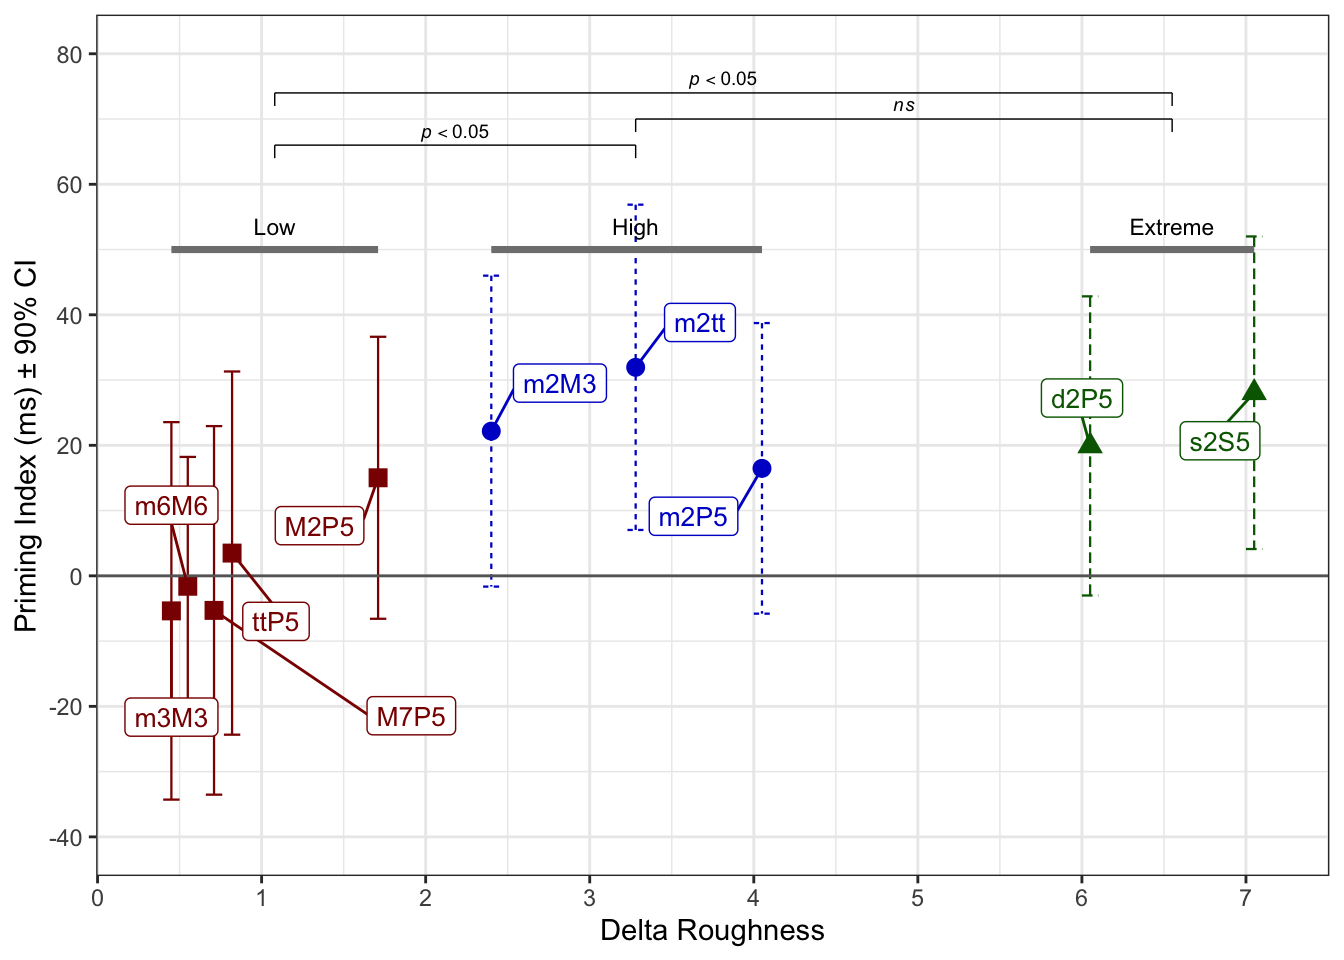 80
60
40
20
0
-20
-40
Priming Index (ms) ± 90% CI
p < 0.05
ns
p < 0.05
Low
High
Extreme
m2tt
m2M3
d2P5
s2S5
m6M6
M2P5
m2P5
ttP5
m3M3
M7P5
0 1 2 3 4 5 6 7
Delta Roughness